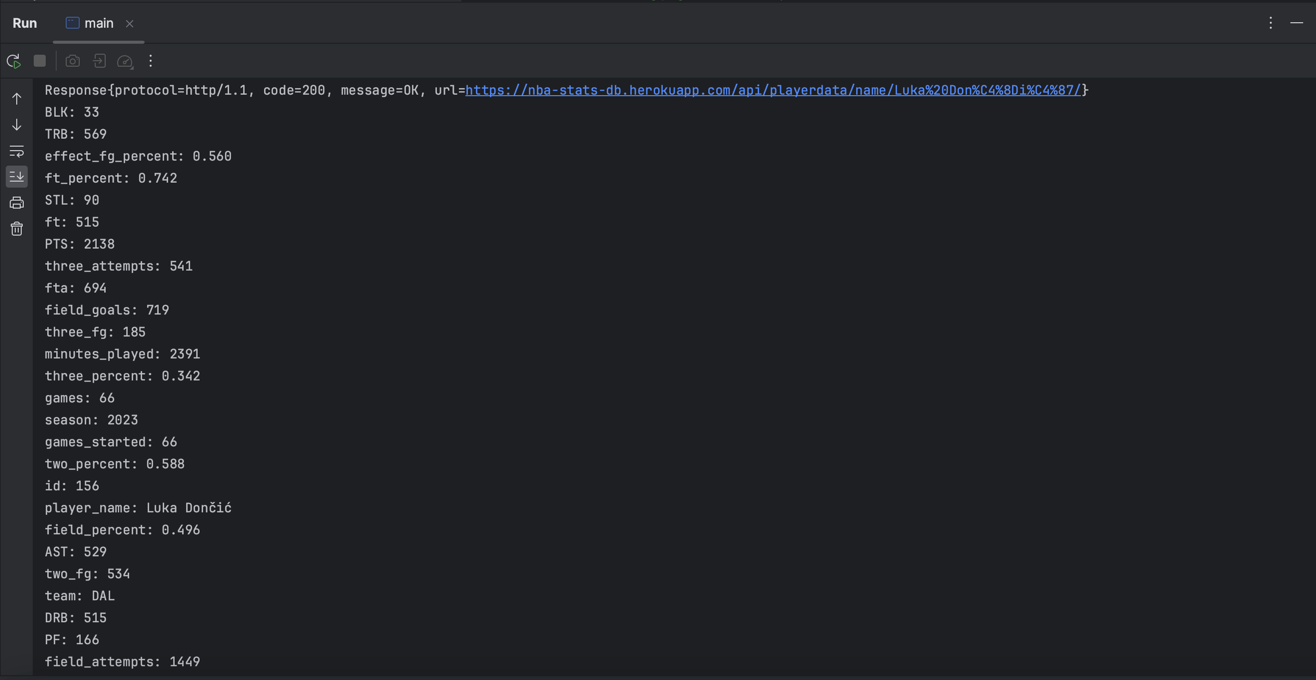 Run main
Response{protocol=http/1.1, code=200, message=OK, url=https://nba-stats-db.herokuapp.com/api/playerdata/name/Luka%20Don%C4%8Di%C4%87/}
BLK: 33
TRB: 569
effect_fg_percent: 0.560
ft_percent: 0.742
STL: 90
ft: 515
PTS: 2138
three_attempts: 541
fta: 694
field_goals: 719
three_fg: 185
minutes_played: 2391
three_percent: 0.342
games: 66
season: 2023
games_started: 66
two_percent: 0.588
id: 156
player_name: Luka Dončić
field_percent: 0.496
AST: 529
two_fg: 534
team: DAL
DRB: 515
PF: 166
field_attempts: 1449